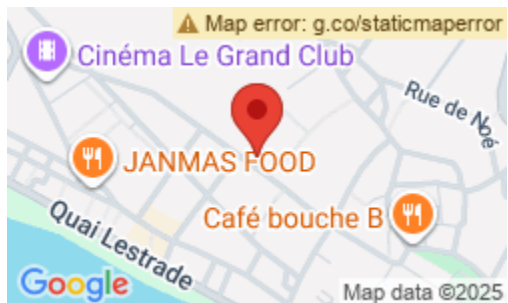 Map error: g.co/staticmaperror
Cinéma Le Grand Club
Rue de Noé
JANMAS FOOD
Café bouche B
Quai Lestrade
Google
Map data ©2025